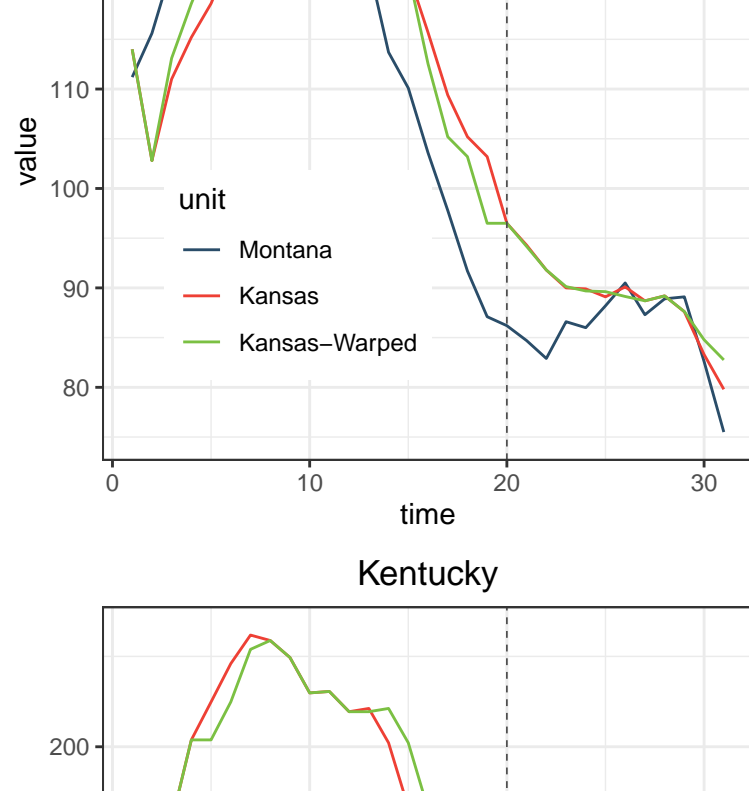 110
value
100
unit
Montana
90
Kansas
Kansas−Warped
80
0 10 20 30
time
Kentucky
200